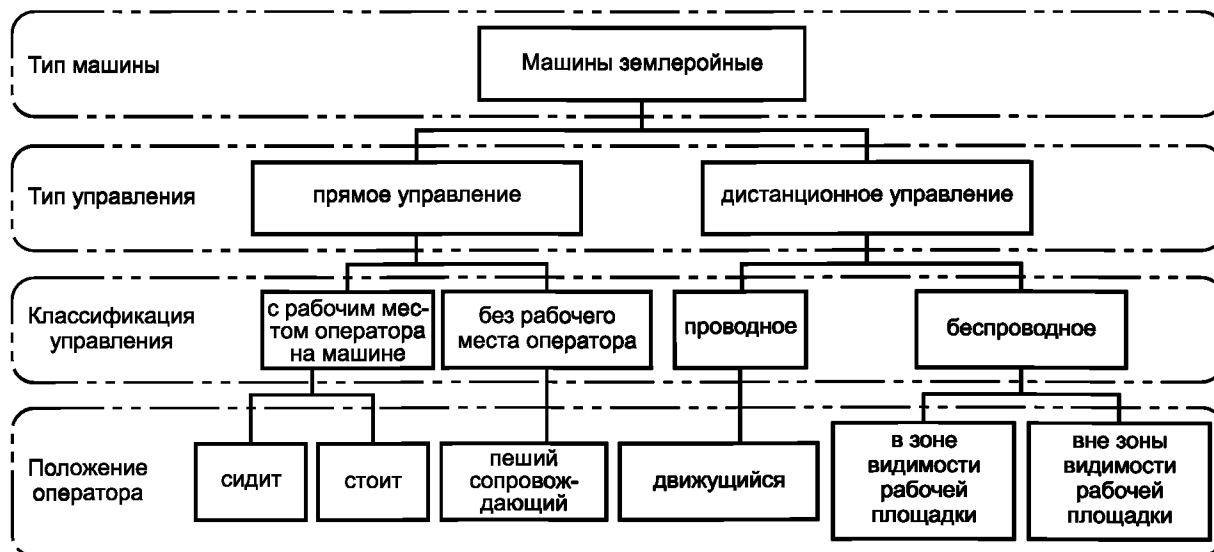 Тип машины
Машины землеройные
Тип управления
прямое управление
дистанционное управление
Классификация
управления
с рабочим мес-
том оператора
на машине
без рабочего
места оператора
проводное
беспроводное
Положение
оператора
сидит
стоит
пеший
сопровож-
дающий
движущийся
в зоне
видимости
рабочей
площадки
вне зоны
видимости
рабочей
площадки